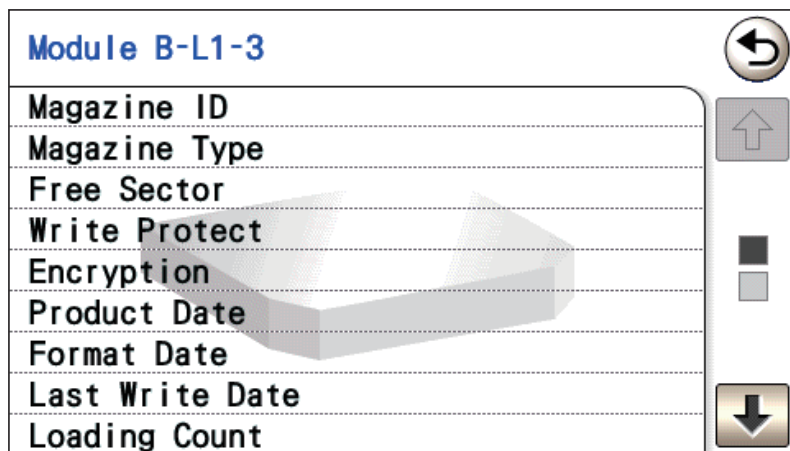 Module B-L1-3
Magazine ID
Magazine Type
Free Sector
Write Protect
Encryption
Product Date
Format Date
Last Write Date
Loading Count